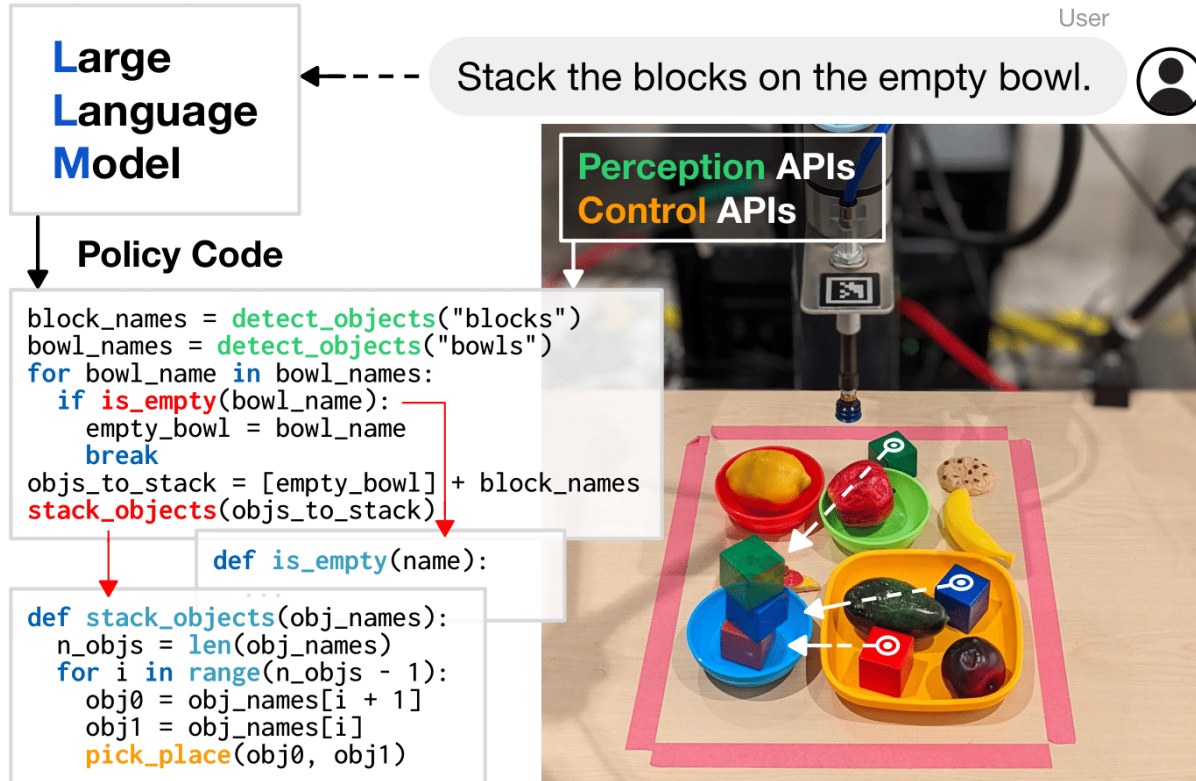 User
Large
Language
Model
Stack the blocks on the empty bowl.
Perception APIs
Control APIs
Policy Code
block_names = detect_objects("blocks")
bowl_names = detect_objects("bowls")
for bowl_name in bowl_names:
  if is_empty(bowl_name):
    empty_bowl = bowl_name
    break
objs_to_stack = [empty_bowl] + block_names
stack_objects(objs_to_stack)
def is_empty(name):
...
def stack_objects(obj_names):
  n_objs = len(obj_names)
  for i in range(n_objs - 1):
    obj0 = obj_names[i + 1]
    obj1 = obj_names[i]
    pick_place(obj0, obj1)